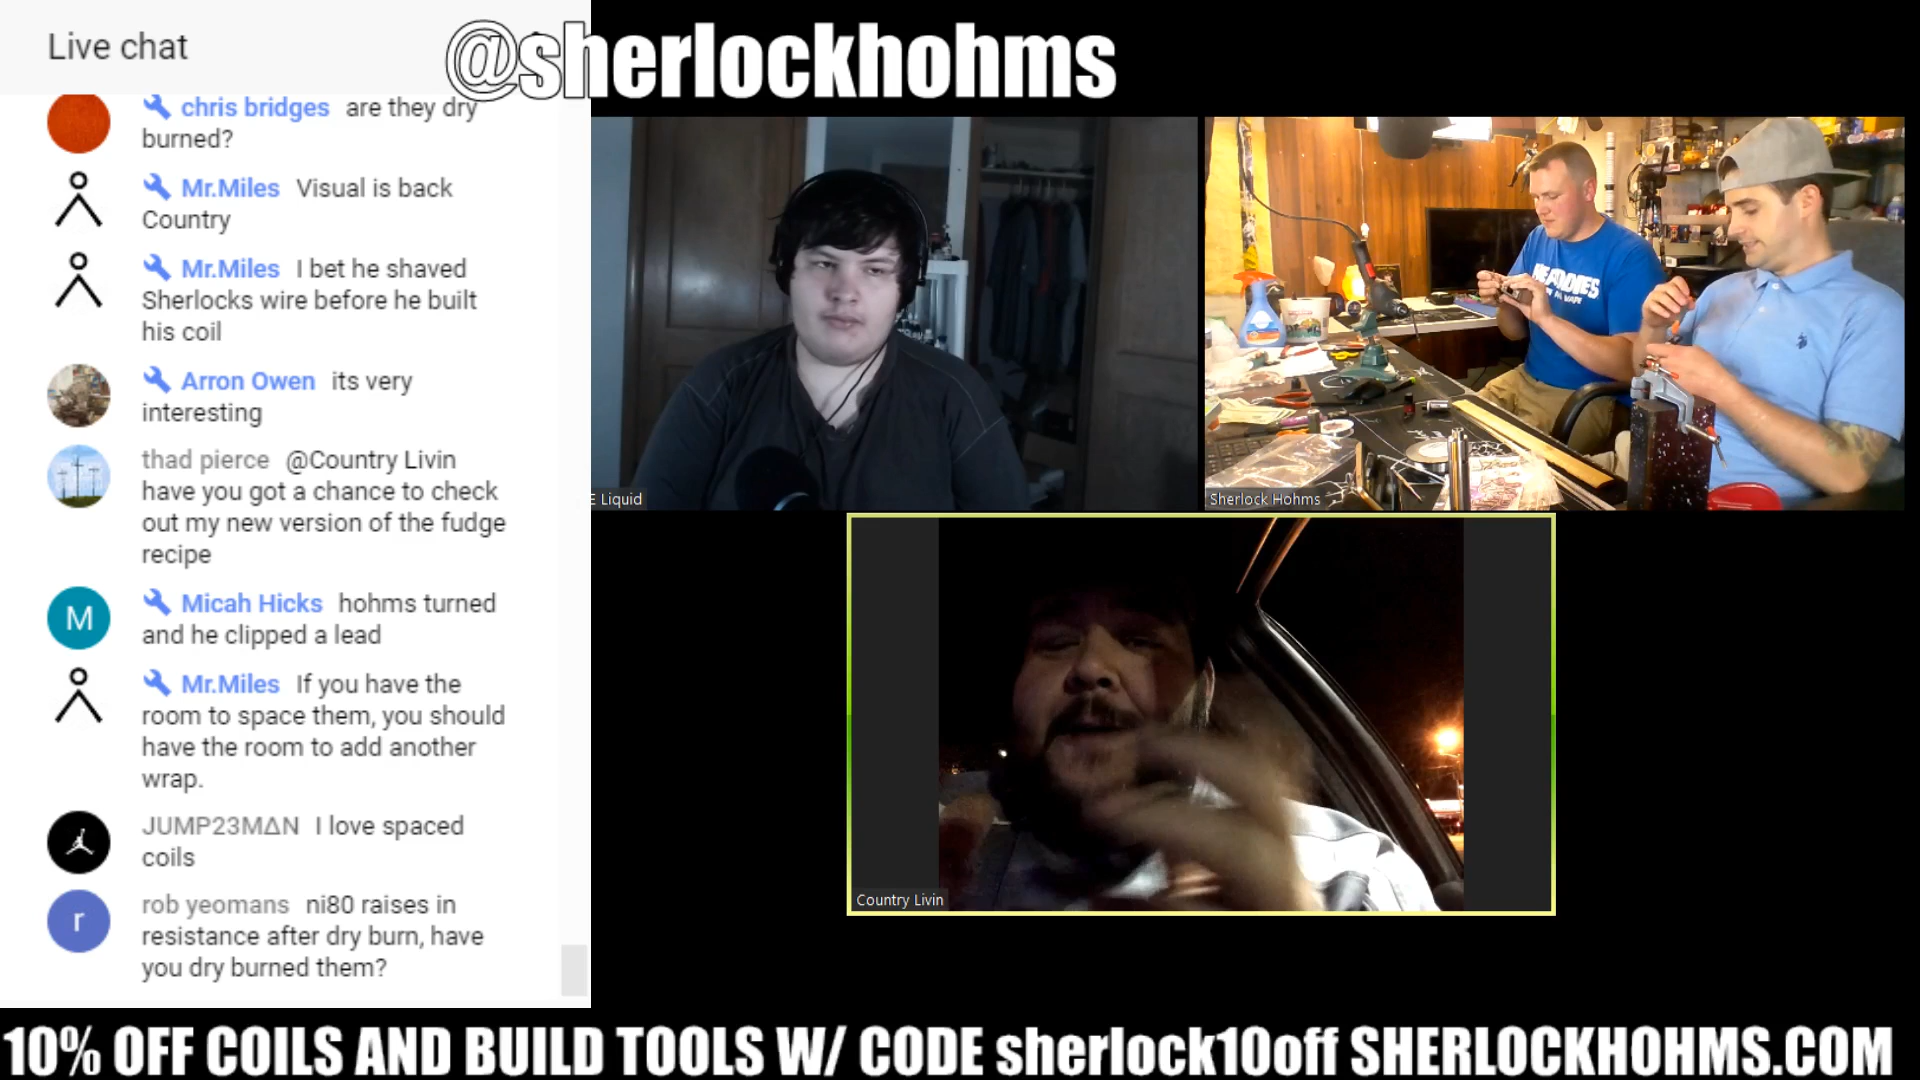 @sherlockhohms
Live chat
chris bridges are they dry
burned?
Mr.Miles Visual is back
Country
Mr.Miles I bet he shaved
Sherlocks wire before he built
his coil
Arron Owen its very
interesting
thad pierce @Country Livin
have you got a chance to check
out my new version of the fudge
recipe
M
Micah Hicks hohms turned
and he clipped a lead
Mr.Miles If you have the
room to space them, you should
have the room to add another
wrap.
JUMP23MΔN I love spaced
coils
r
rob yeomans ni80 raises in
resistance after dry burn, have
you dry burned them?
E Liquid
Sherlock Hohms
Country Livin
10% OFF COILS AND BUILD TOOLS W/ CODE sherlock10off SHERLOCKHOHMS.COM